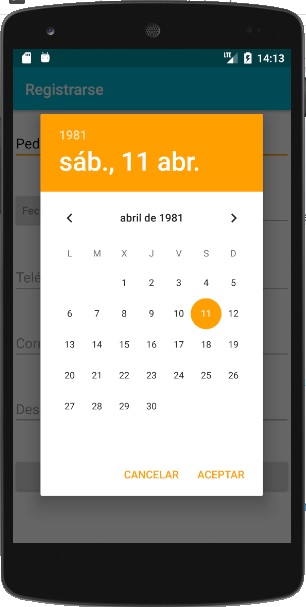 14:13
Registrarse
Ped
1981
sáb., 11 abr.
Fec
abril de 1981
L M X J V S D
1 2 3 4 5
6 7 8 9 10 11 12
13 14 15 16 17 18 19
20 21 22 23 24 25 26
27 28 29 30
Telé
Corr
Des
CANCELAR ACEPTAR